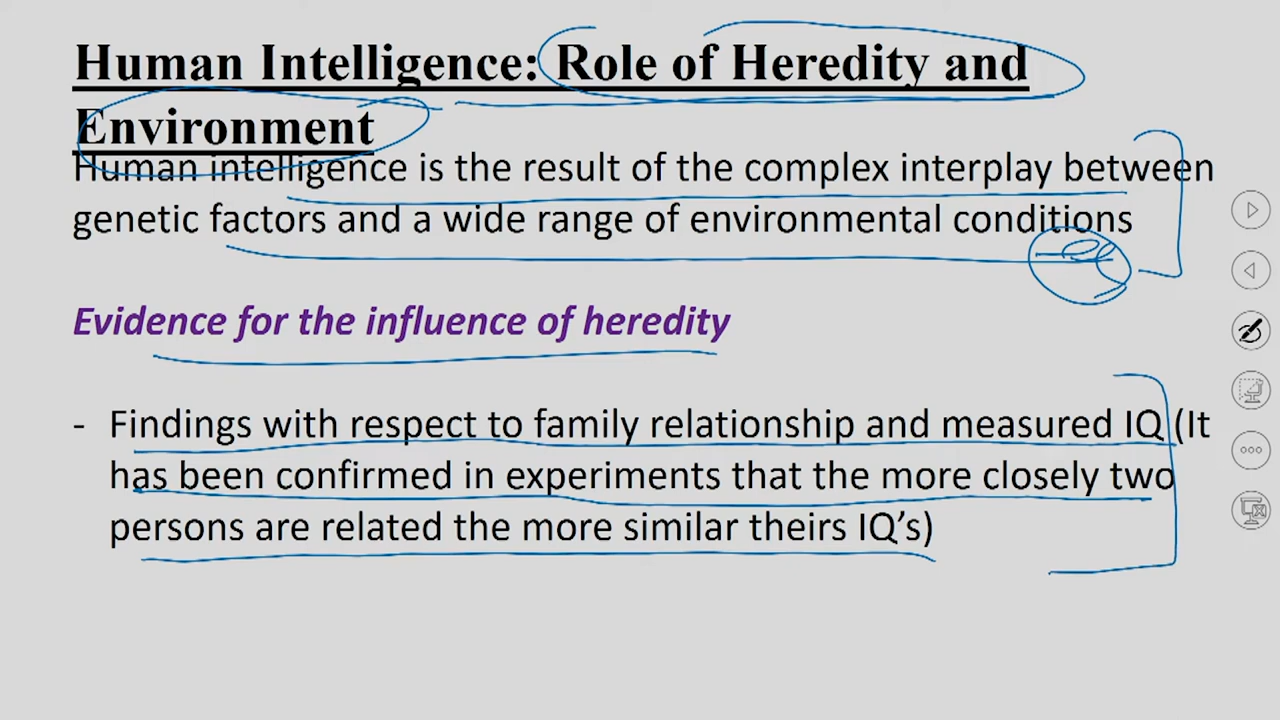 Human Intelligence: Role of Heredity and
Environment
Human intelligence is the result of the complex interplay between
genetic factors and a wide range of environmental conditions
Evidence for the influence of heredity
- Findings with respect to family relationship and measured IQ (It
has been confirmed in experiments that the more closely two
persons are related the more similar theirs IQ's)